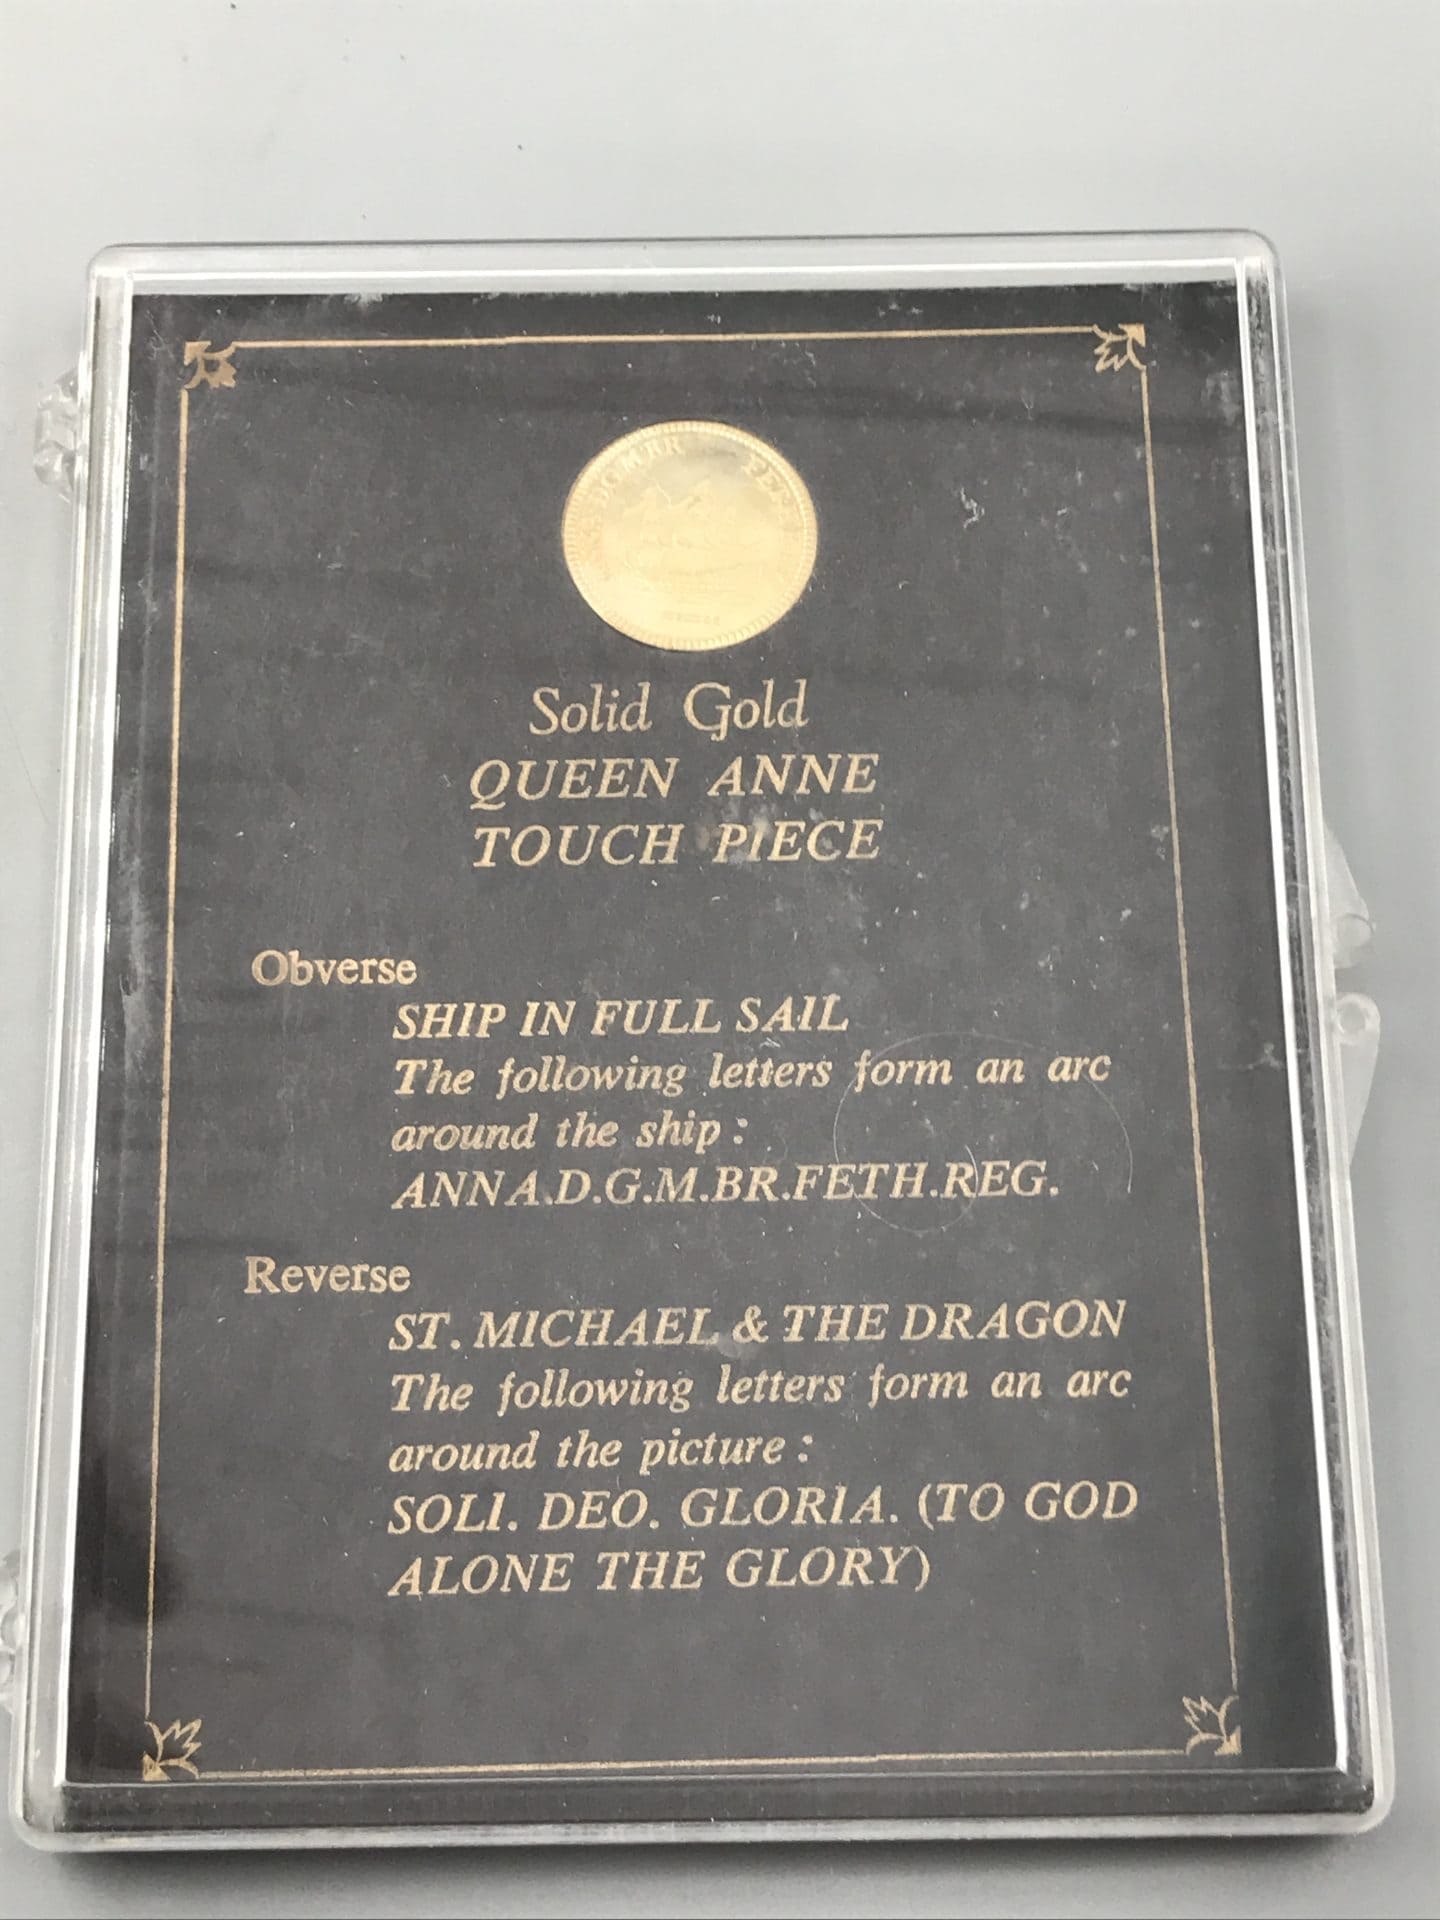 Solid Gold
QUEEN ANNE
TOUCH PIECE
Obverse
SHIP IN FULL SAIL
The following letters form an arc
around the ship :
ANNA.D.G.M.BR.FETH.REG.
Reverse
ST. MICHAEL & THE DRAGON
The following letters form an arc
around the picture :
SOLI. DEO. GLORIA. (TO GOD
ALONE THE GLORY)